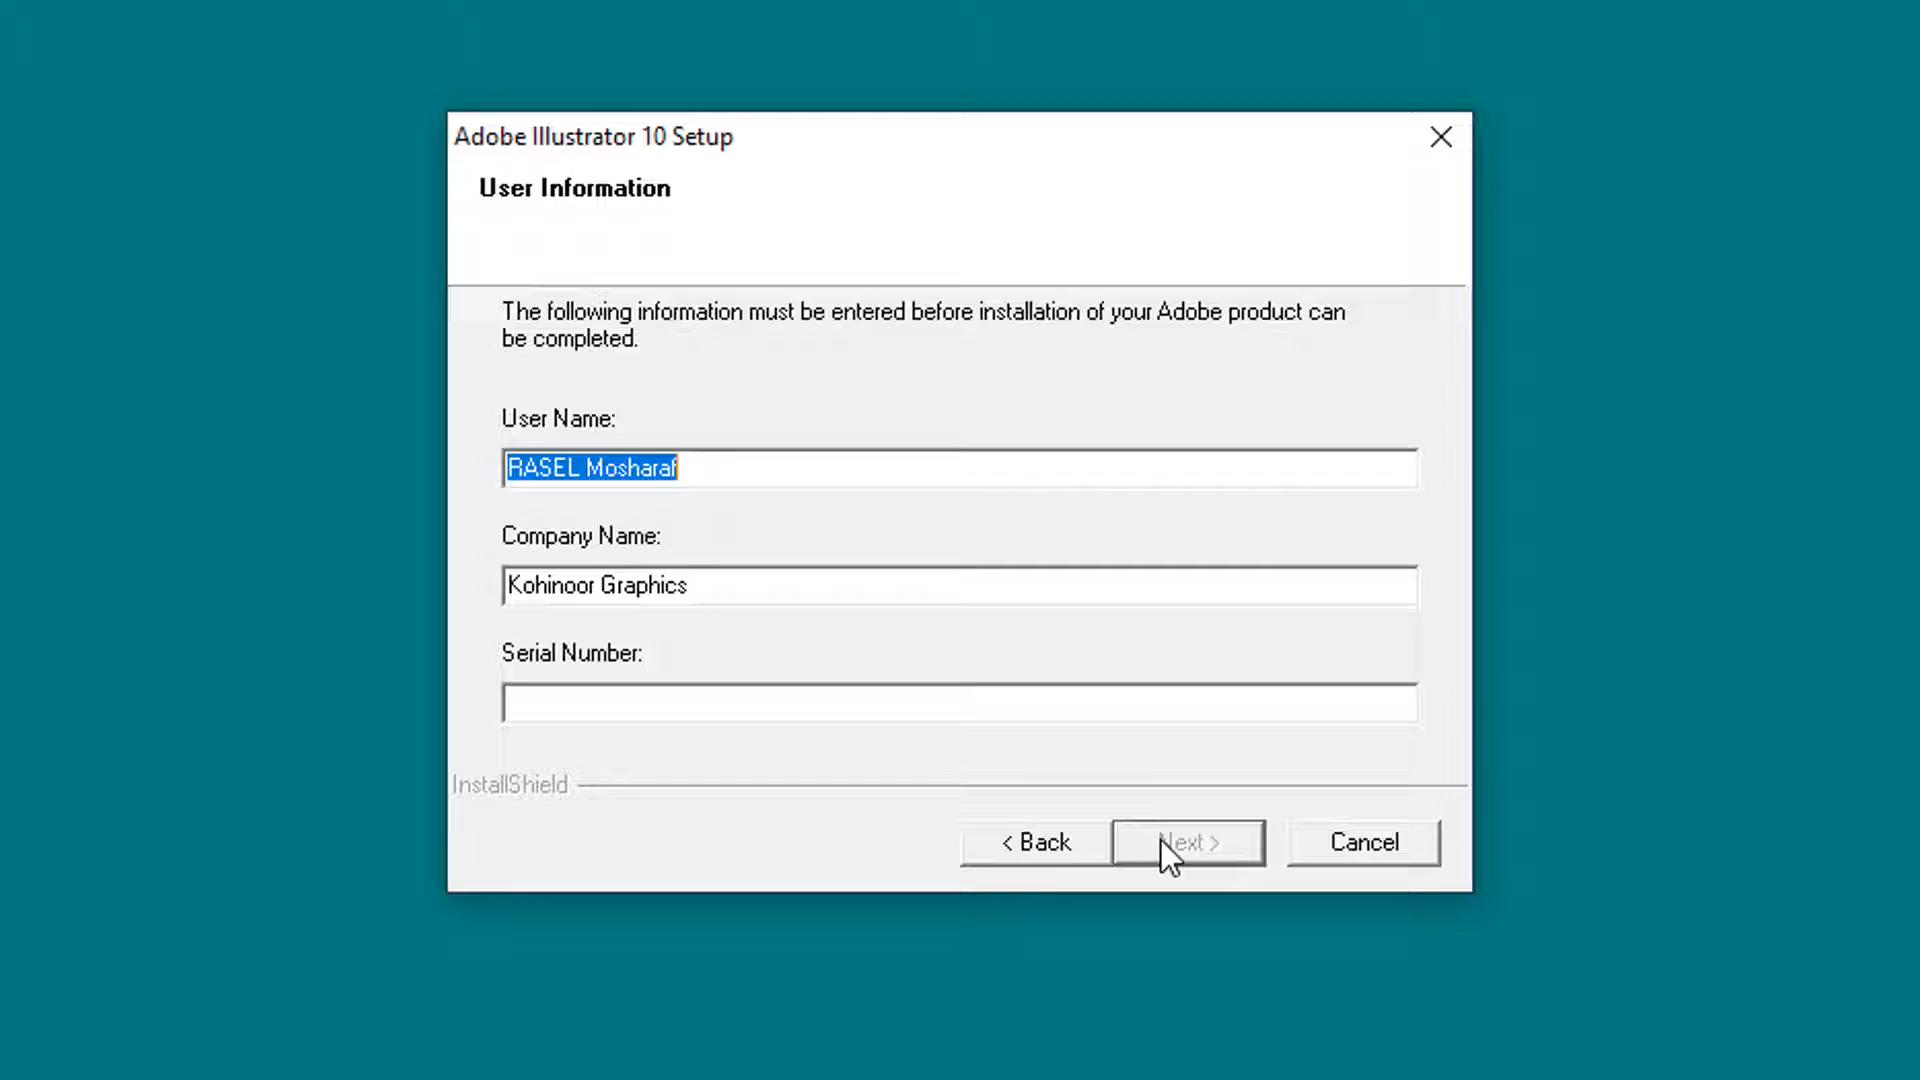 Adobe Illustrator 10 Setup
User Information
The following information must be entered before installation of your Adobe product can
be completed.
User Name:
RASEL Mosharaf
Company Name:
Kohinoor Graphics
Serial Number:
InstallShield
< Back Next > Cancel